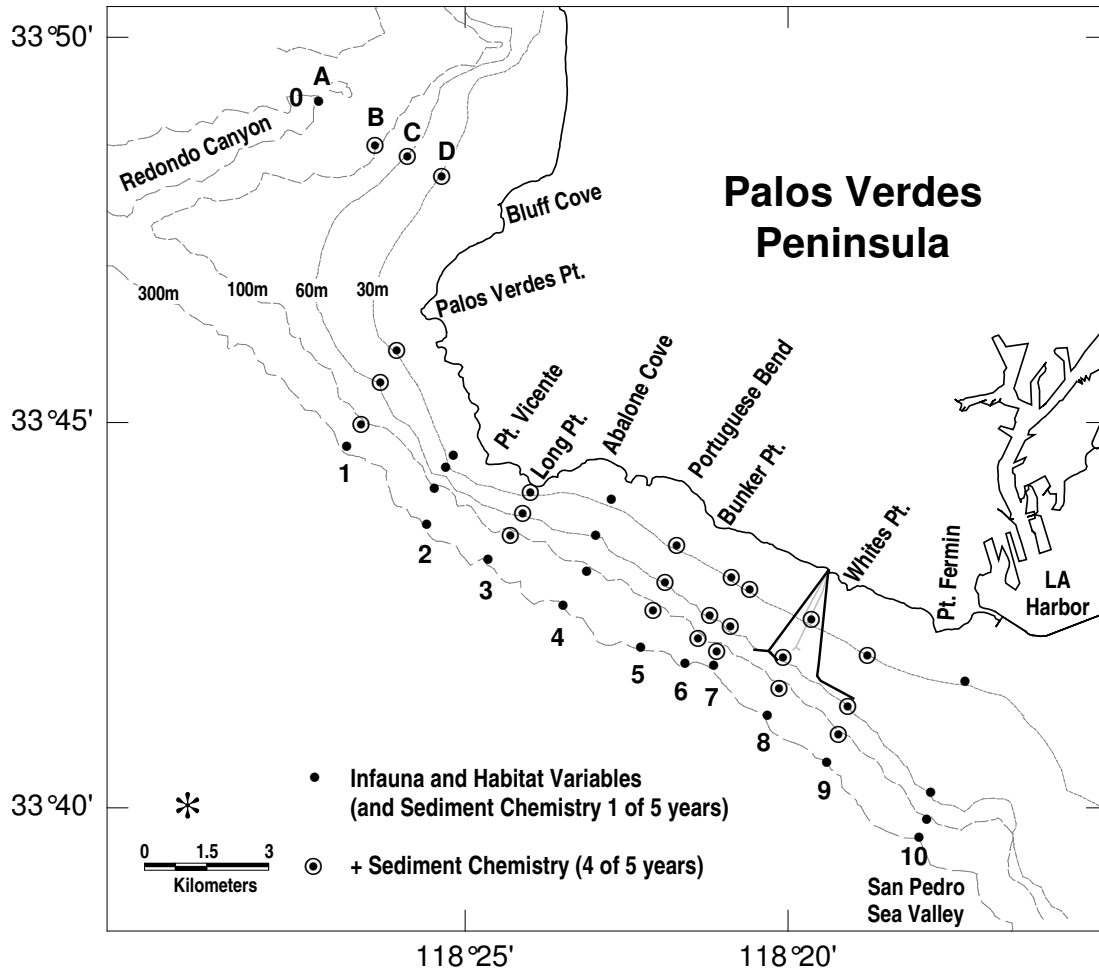 33°50'
A
0
B
C
D
Redondo Canyon
Palos Verdes
Peninsula
Bluff Cove
300m
100m
60m
30m
Palos Verdes Pt.
33°45'
Pt. Vicente
Long Pt.
Abalone Cove
Portuguese Bend
Bunker Pt.
Whites Pt.
Pt. Fermin
LA
Harbor
1
2
3
4
5
6
7
8
9
10
Infauna and Habitat Variables
(and Sediment Chemistry 1 of 5 years)
33°40'
0 1.5 3
Kilometers
+ Sediment Chemistry (4 of 5 years)
San Pedro
Sea Valley
118°25'
118°20'